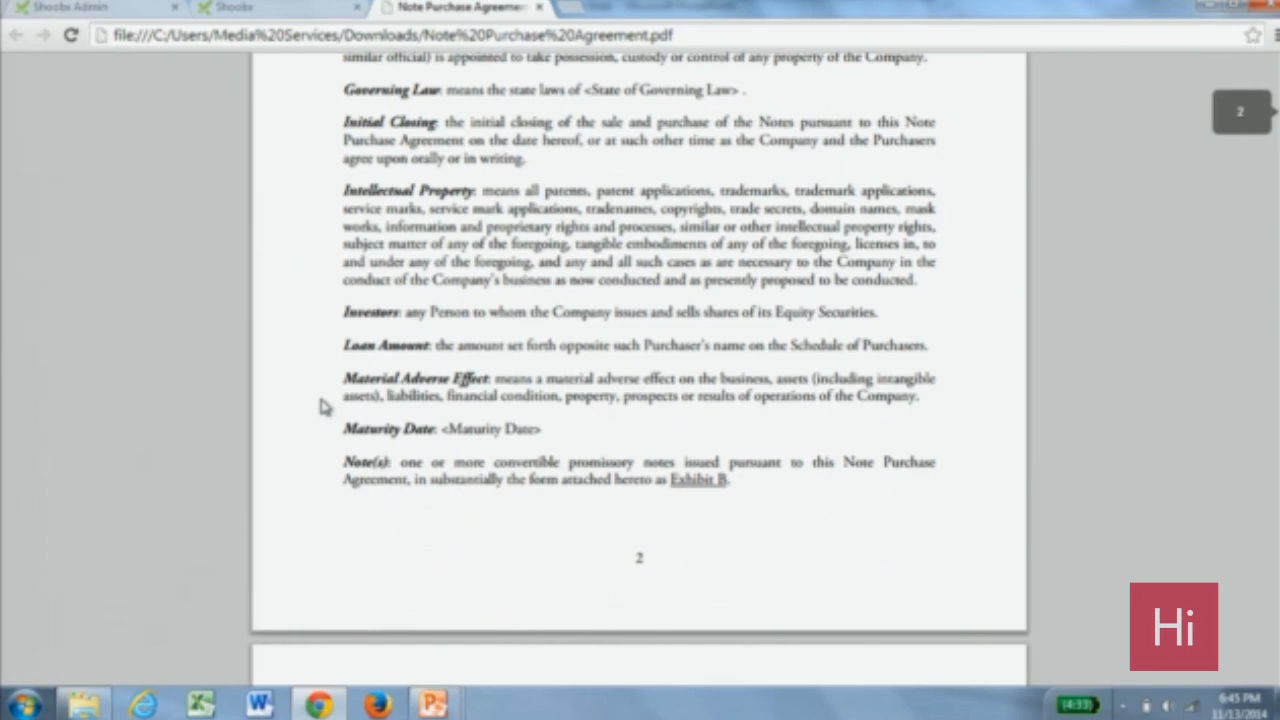 Shoobx Admin
Shoobx
Note Purchase Agreemen
file:///C:/Users/Media%20Services/Downloads/Note%20Purchase%20Agreement.pdf
similar official) is appointed to take possession, custody or control of any property of the Company.
Governing Law: means the state laws of <State of Governing Law> .
2
Initial Closing: the initial closing of the sale and purchase of the Notes pursuant to this Note
Purchase Agreement on the date hereof, or at such other time as the Company and the Purchasers
agree upon orally or in writing.
Intellectual Property: means all patents, patent applications, trademarks, trademark applications,
service marks, service mark applications, tradenames, copyrights, trade secrets, domain names, mask
works, information and proprietary rights and processes, similar or other intellectual property rights,
subject matter of any of the foregoing, tangible embodiments of any of the foregoing, licenses in, to
and under any of the foregoing, and any and all such cases as are necessary to the Company in the
conduct of the Company's business as now conducted and as presently proposed to be conducted.
Investors: any Person to whom the Company issues and sells shares of its Equity Securities.
Loan Amount: the amount set forth opposite such Purchaser's name on the Schedule of Purchasers.
Material Adverse Effect: means a material adverse effect on the business, assets (including intangible
assets), liabilities, financial condition, property, prospects or results of operations of the Company.
Maturity Date: <Maturity Date>
Note(s): one or more convertible promissory notes issued pursuant to this Note Purchase
Agreement, in substantially the form attached hereto as Exhibit B.
2
Hi
(4:33)
6:45 PM
11/13/2014